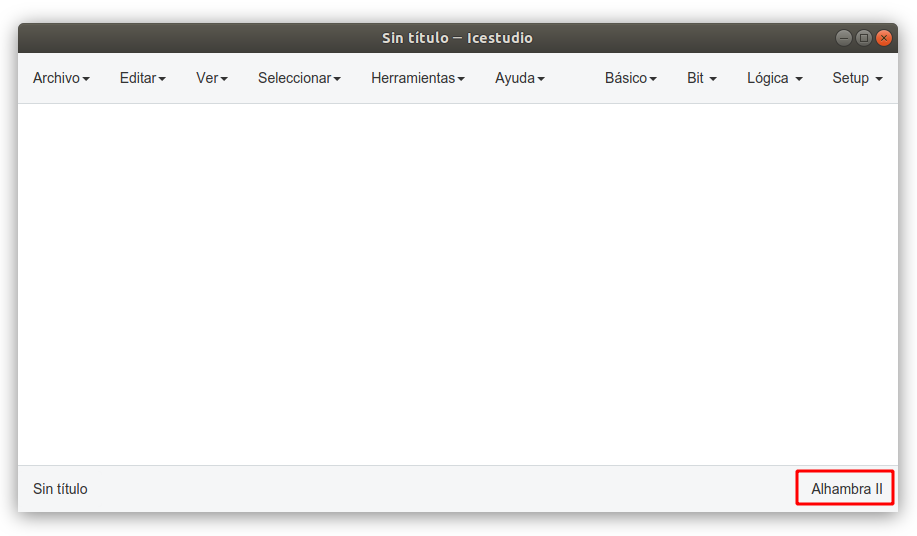 Sin título – Icestudio
Archivo Editar Ver Seleccionar Herramientas Ayuda Básico Bit Lógica Setup
Sin título Alhambra II